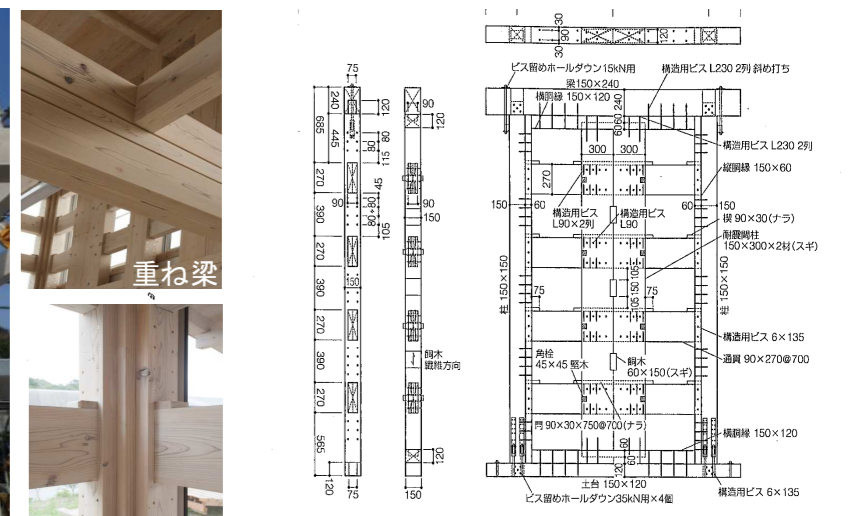 重ね梁
75
240
685
445
270
390
270
390
270
390
270
565
120
75
120
80
80
115
45
90
80+80
105
150
90
120
90
150
飼木
繊維方向
120
150
30
90
30
120
ビス留めホールダウン15kN用
構造用ビス L230 2列 斜め打ち
梁150×240
横胴縁 150×120
240
60
60
構造用ビス L230 2列
300
300
縦胴縁 150×60
270
150
60
構造用ビス
L90×2列
構造用ビス
L90
60
150
楔 90×30(ナラ)
耐震間柱
150×300×2材(スギ)
柱 150×150
柱 150×150
75
105
150
105
75
構造用ビス 6×135
通貫 90×270@700
角栓
45×45 堅木
飼木
60×150(スギ)
90×30×750@700(ナラ)
60
60
横胴縁 150×120
120
土台 150×120
構造用ビス 6×135
ビス留めホールダウン35kN用×4個